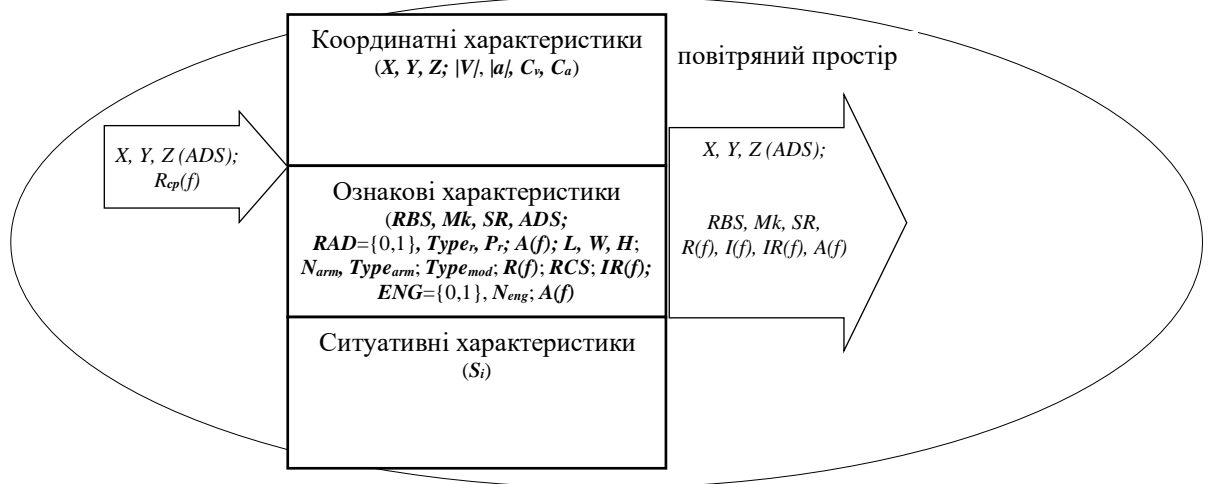 Координатні характеристики
(X, Y, Z; |V|, |a|, Cv, Ca)
повітряний простір
X, Y, Z (ADS);
Rср(f)
X, Y, Z (ADS);
Ознакові характеристики
(RBS, Mk, SR, ADS;
RAD={0,1}, Typer, Pr; A(f); L, W, H;
Narm, Typearm; Typemod; R(f); RCS; IR(f);
ENG={0,1}, Neng; A(f)
RBS, Mk, SR,
R(f), I(f), IR(f), A(f)
Ситуативні характеристики
(Si)